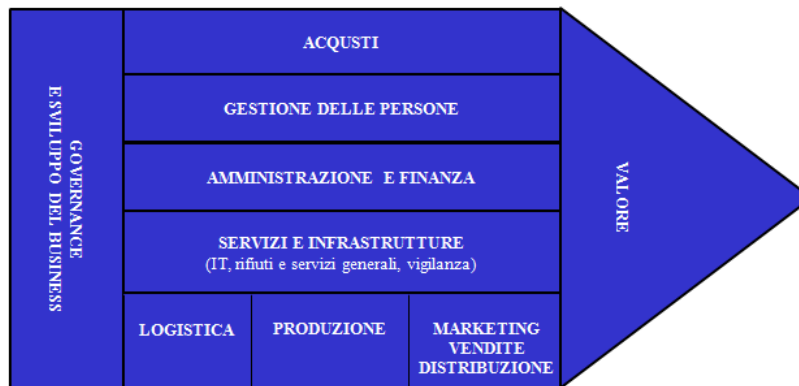 GOVERNANCE
E SVILUPPO DEL BUSINESS
ACQUSTI
GESTIONE DELLE PERSONE
AMMINISTRAZIONE E FINANZA
SERVIZI E INFRASTRUTTURE
(IT, rifiuti e servizi generali, vigilanza)
LOGISTICA
PRODUZIONE
MARKETING
VENDITE
DISTRIBUZIONE
VALORE